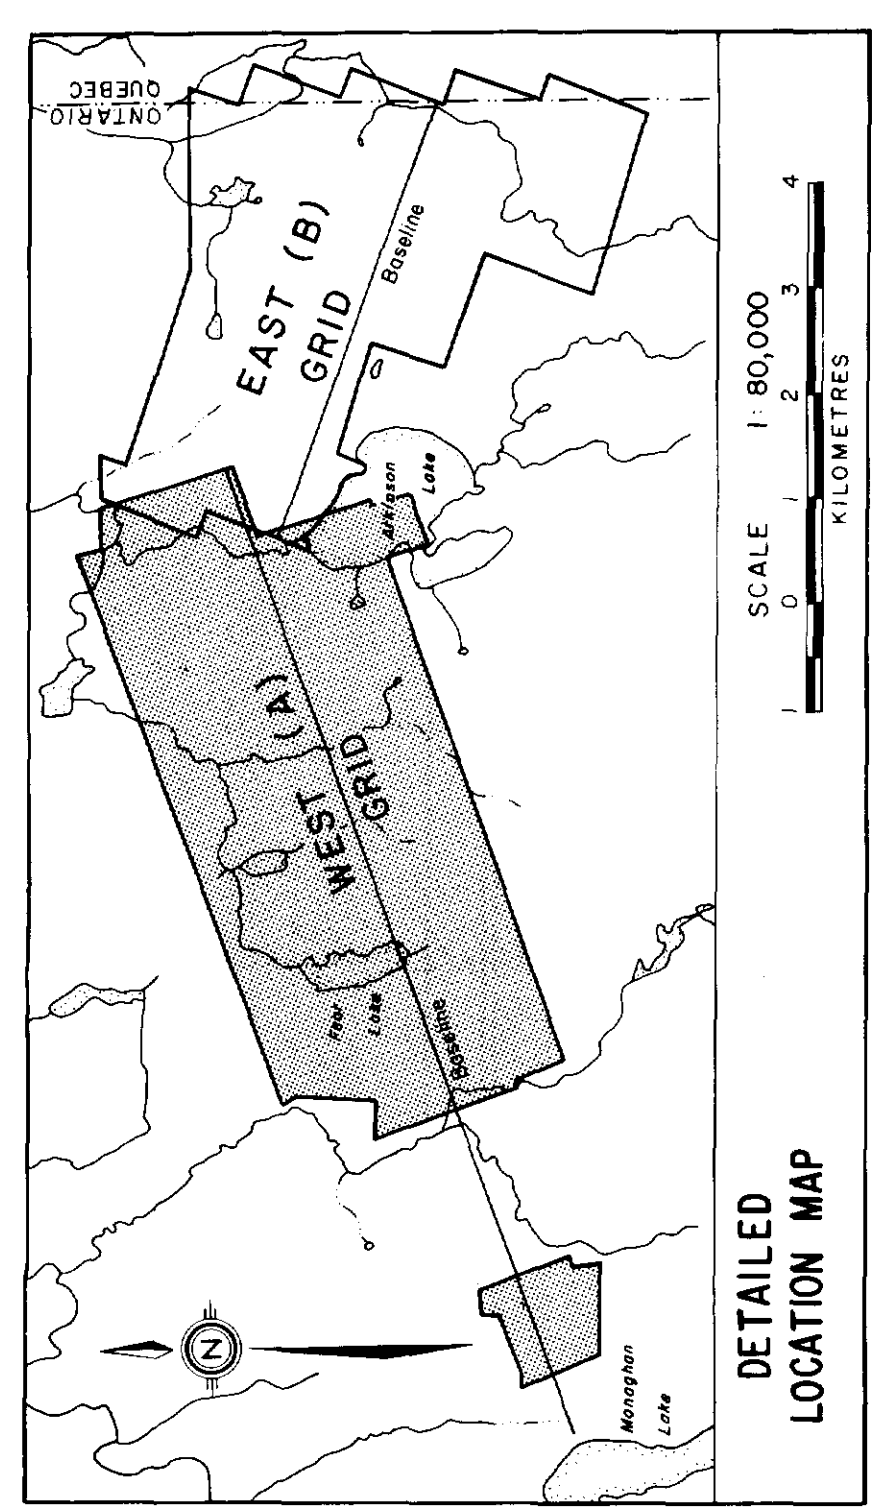 QUEBEC
ONTARIO
EAST (B)
GRID
Baseline
Atkinson
Lake
WEST (A)
GRID
Lake
Baseline
N
Monaghan
Lake
DETAILED
LOCATION MAP
SCALE 1: 80,000
1 0 1 2 3 4
KILOMETRES